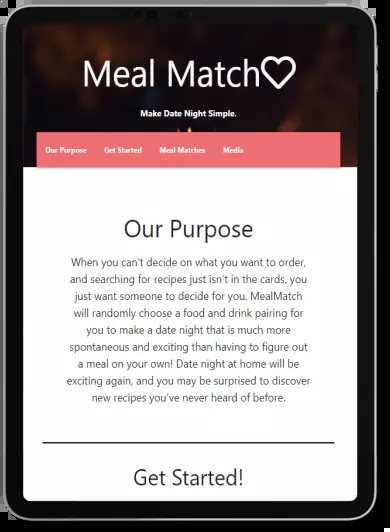 Meal Match♡
Make Date Night Simple.
Our Purpose Get Started Meal Matches Media
Our Purpose
When you can't decide on what you want to order,
and searching for recipes just isn't in the cards, you
just want someone to decide for you. MealMatch
will randomly choose a food and drink pairing for
you to make a date night that is much more
spontaneous and exciting than having to figure out
a meal on your own! Date night at home will be
exciting again, and you may be surprised to discover
new recipes you've never heard of before.
Get Started!